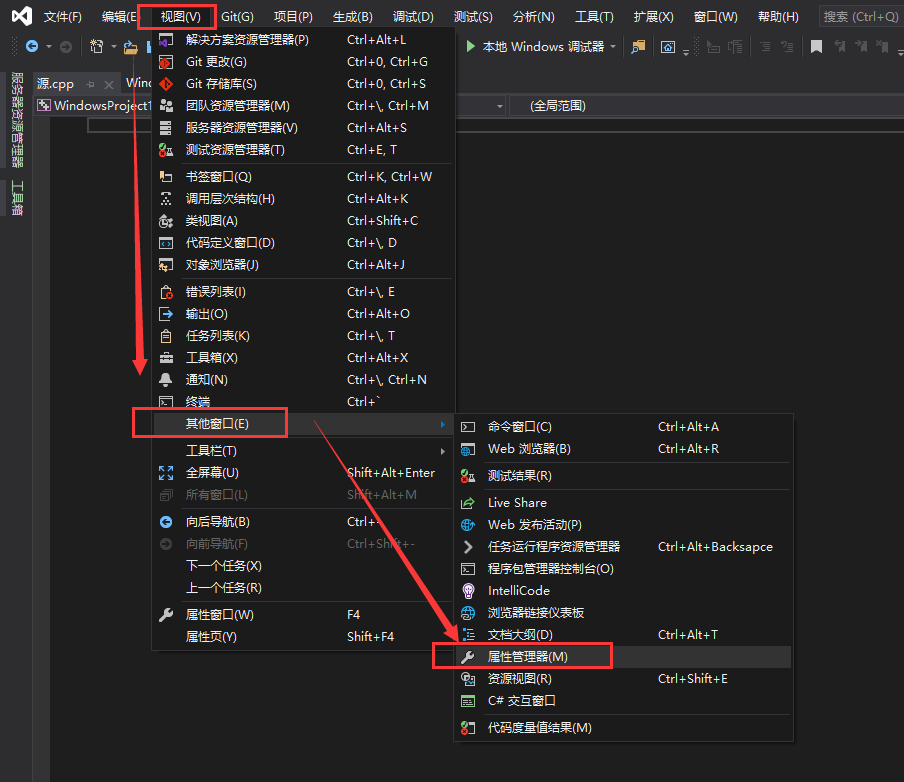 文件(F) 编辑(E 视图(V) Git(G) 项目(P) 生成(B) 调试(D) 测试(S) 分析(N) 工具(T) 扩展(X) 窗口(W) 帮助(H) 搜索 (Ctrl+Q)
本地 Windows 调试器
源.cpp Wind
WindowsProject1 (全局范围)
服务器资源管理器
工具箱
解决方案资源管理器(P) Ctrl+Alt+L
Git 更改(G) Ctrl+0, Ctrl+G
Git 存储库(S) Ctrl+0, Ctrl+S
团队资源管理器(M) Ctrl+\, Ctrl+M
服务器资源管理器(V) Ctrl+Alt+S
测试资源管理器(T) Ctrl+E, T
书签窗口(Q) Ctrl+K, Ctrl+W
调用层次结构(H) Ctrl+Alt+K
类视图(A) Ctrl+Shift+C
代码定义窗口(D) Ctrl+\, D
对象浏览器(J) Ctrl+Alt+J
错误列表(I) Ctrl+\, E
输出(O) Ctrl+Alt+O
任务列表(K) Ctrl+\, T
工具箱(X) Ctrl+Alt+X
通知(N) Ctrl+\, Ctrl+N
终端 Ctrl+`
其他窗口(E)
工具栏(T)
全屏幕(U) Shift+Alt+Enter
所有窗口(L) Shift+Alt+M
向后导航(B) Ctrl+-
向前导航(F) Ctrl+Shift+-
下一个任务(X)
上一个任务(R)
属性窗口(W) F4
属性页(Y) Shift+F4
命令窗口(C) Ctrl+Alt+A
Web 浏览器(B) Ctrl+Alt+R
测试结果(R)
Live Share
Web 发布活动(P)
任务运行程序资源管理器 Ctrl+Alt+Backsapce
程序包管理器控制台(O)
IntelliCode
浏览器链接仪表板
文档大纲(D) Ctrl+Alt+T
属性管理器(M)
资源视图(R) Ctrl+Shift+E
C# 交互窗口
代码度量值结果(M)